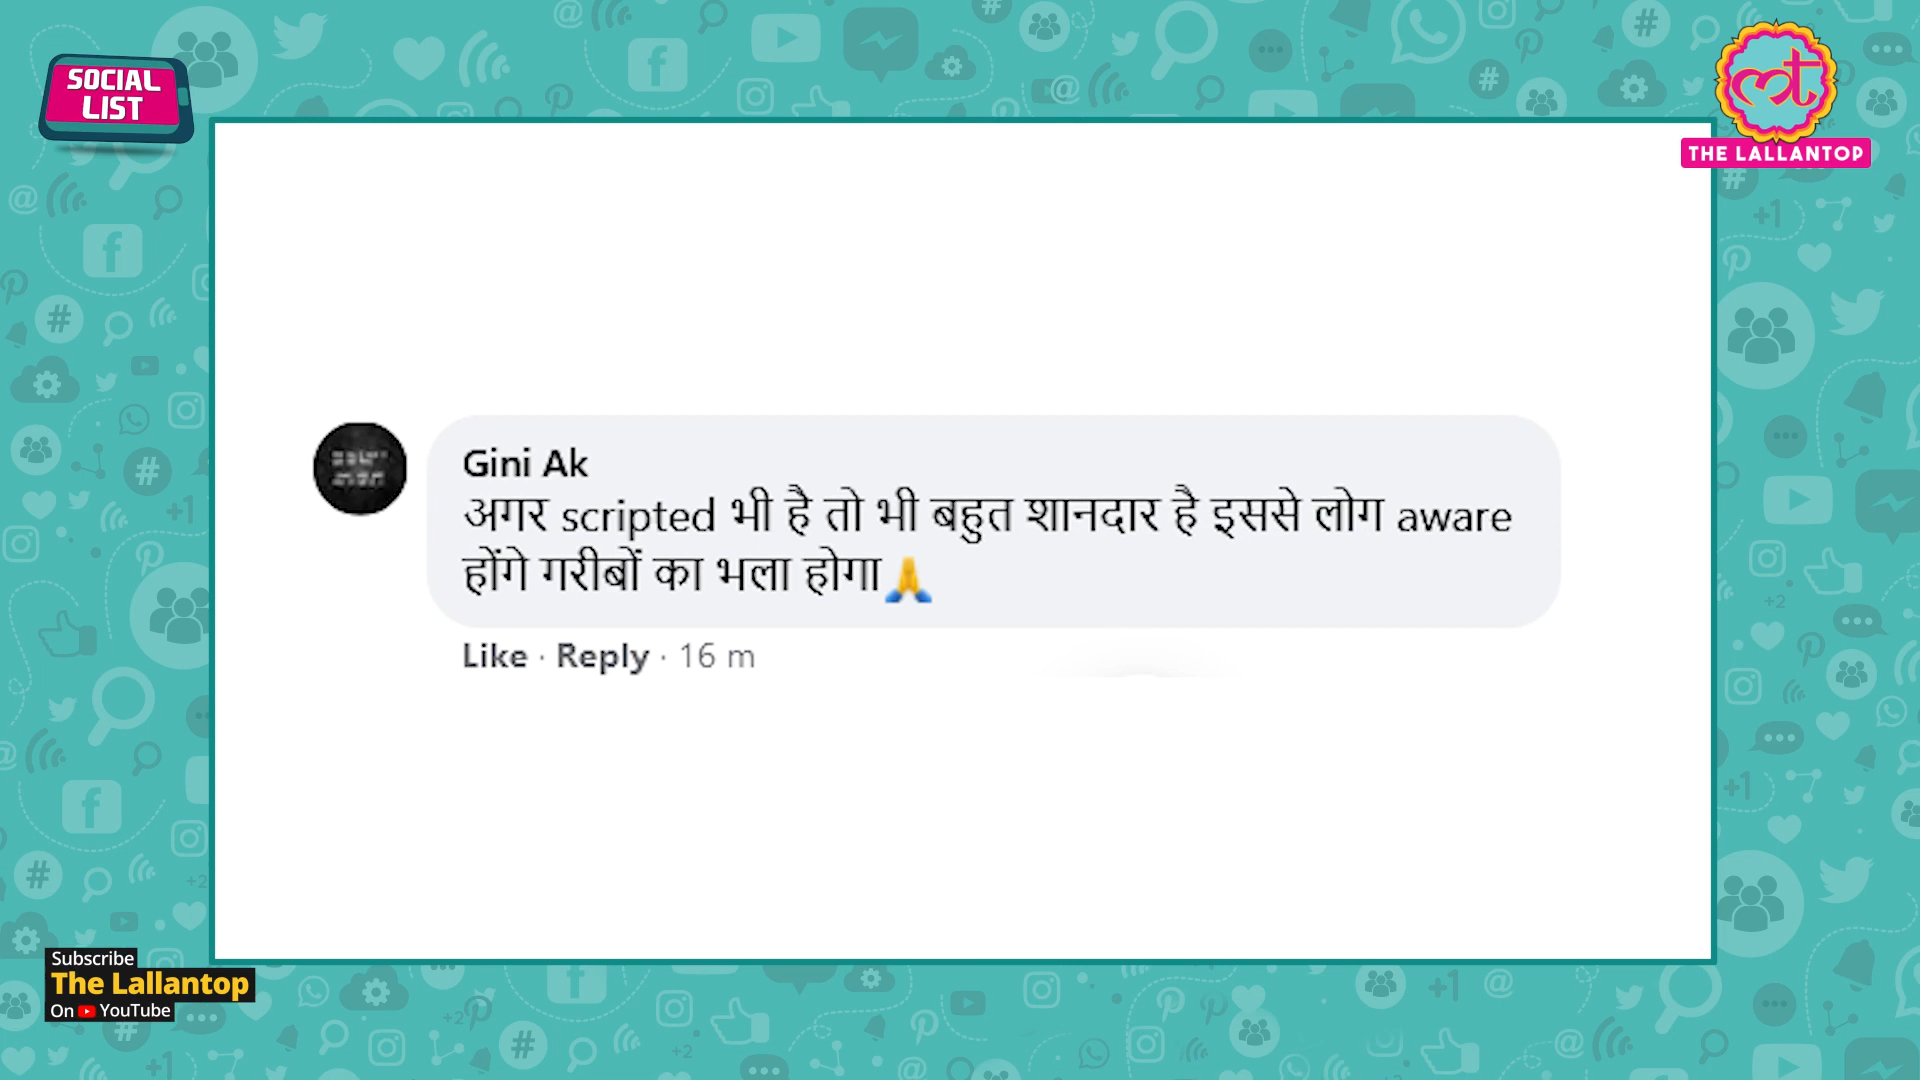 SOCIAL
LIST
THE LALLANTOP
Gini Ak
अगर scripted भी है तो भी बहुत शानदार है इससे लोग aware
होंगे गरीबों का भला होगा🙏
Like · Reply · 16 m
Subscribe
The Lallantop
On YouTube